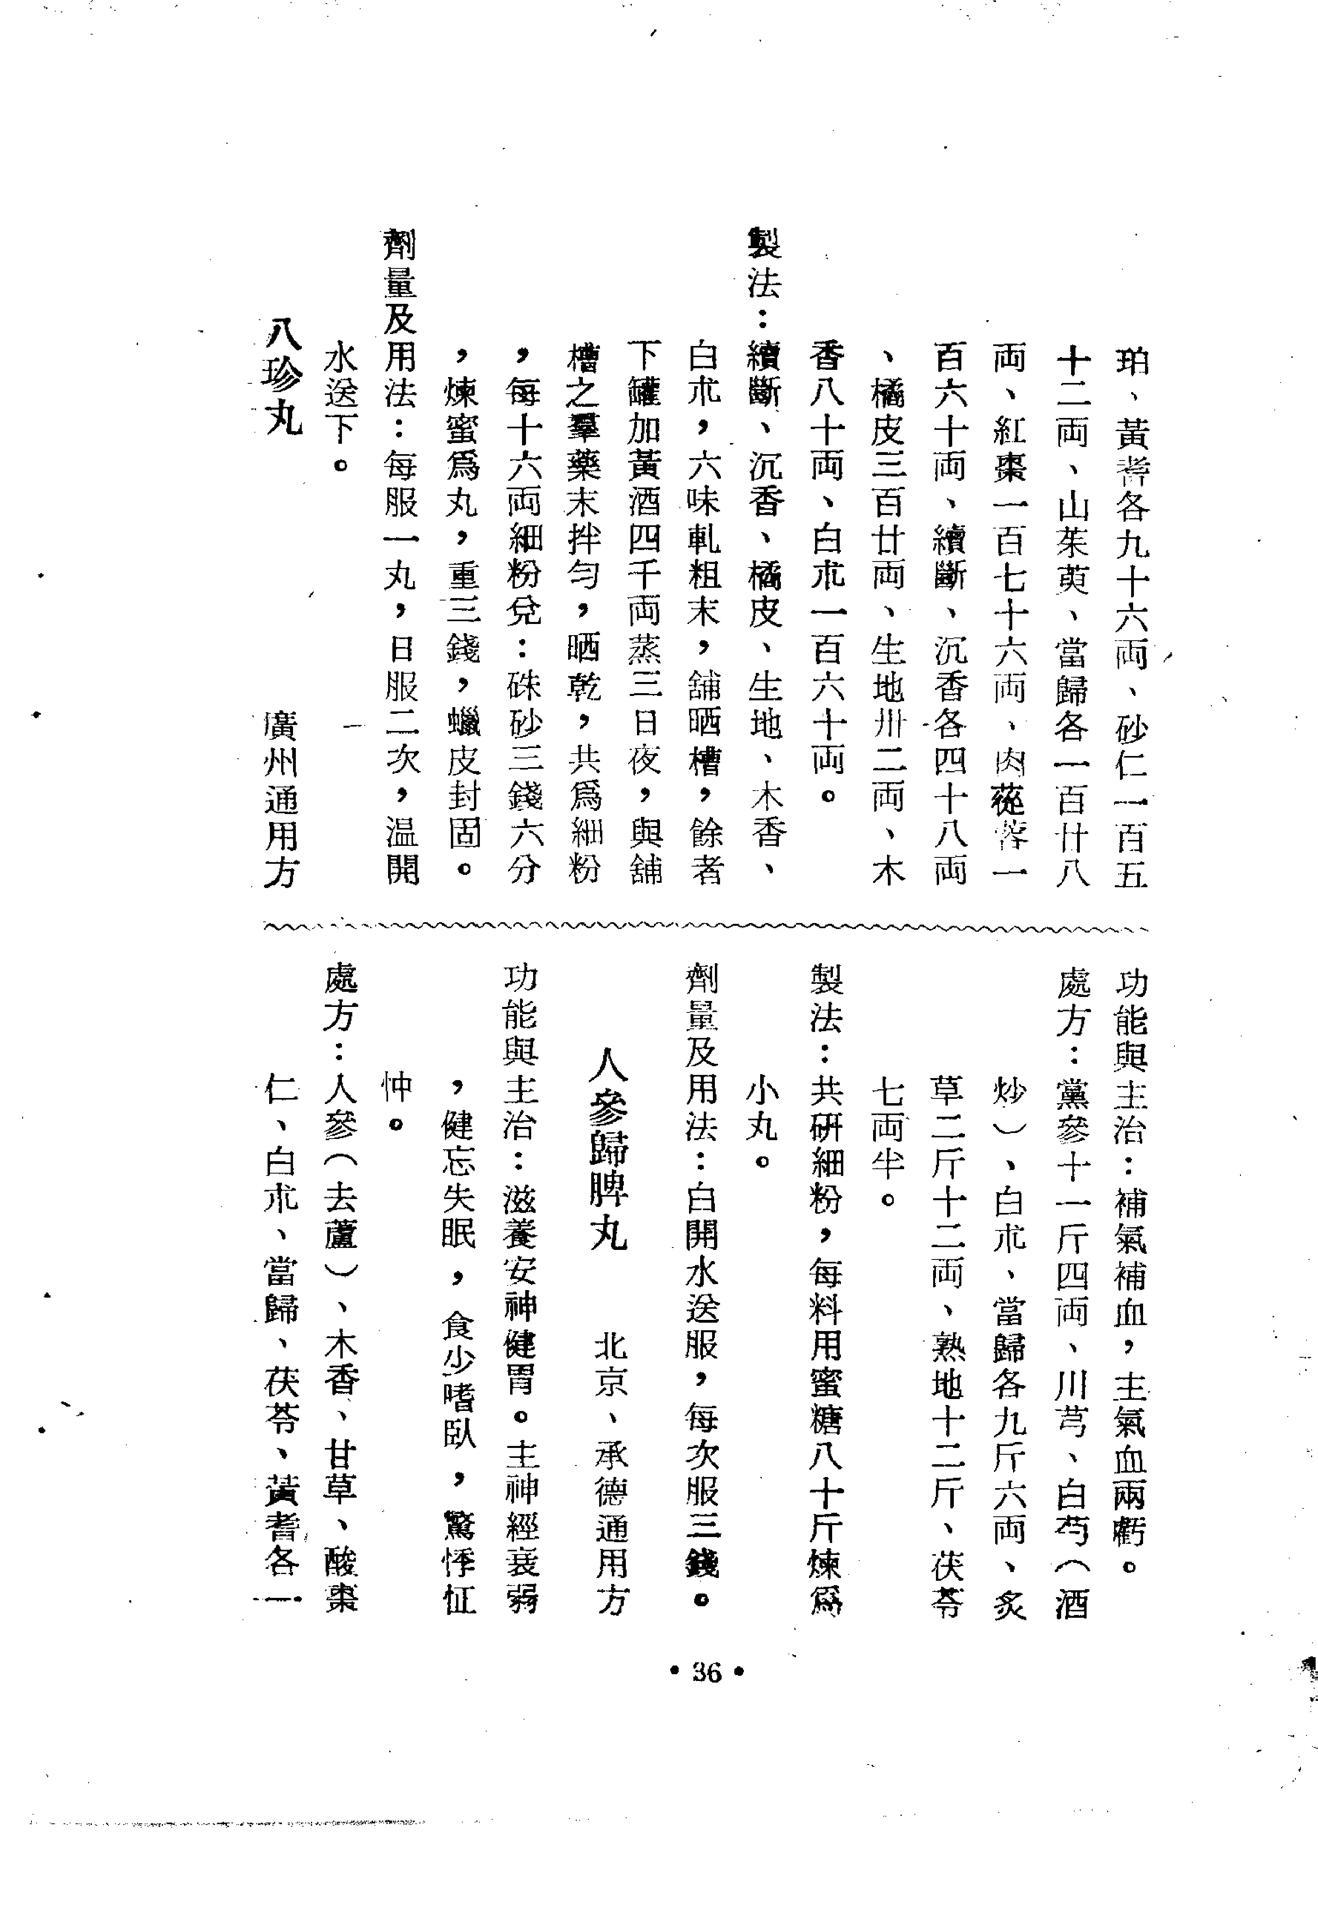 珀、黃耆各九十六両、砂仁一百五
十二両、山茱萸、當歸各一百廿八
両、紅棗一百七十六両、肉蓯蓉一
百六十両、續斷、沉香各四十八両
、橘皮三百廿両、生地卅二両、木
香八十両、白朮一百六十両。
製法：續斷、沉香、橘皮、生地、木香、
白朮，六味軋粗末，舖晒槽，餘者
下罐加黃酒四千両蒸三日夜，與舖
槽之羣藥末拌勻，晒乾，共爲細粉
，每十六両細粉兌：硃砂三錢六分
，煉蜜爲丸，重三錢，蠟皮封固。
劑量及用法：每服一丸，日服二次，温開
水送下。
八珍丸 廣州通用方
功能與主治：補氣補血，主氣血兩虧。
處方：黨參十一斤四両、川芎、白芍（酒
炒）、白朮、當歸各九斤六両、炙
草二斤十二両、熟地十二斤、茯苓
七両半。
製法：共研細粉，每料用蜜糖八十斤煉爲
小丸。
劑量及用法：白開水送服，每次服三錢。
人參歸脾丸 北京、承德通用方
功能與主治：滋養安神健胃。主神經衰弱
，健忘失眠，食少嗜臥，驚悸怔
忡。
處方：人參（去蘆）、木香、甘草、酸棗
仁、白朮、當歸、茯苓、黃耆各一
•36•